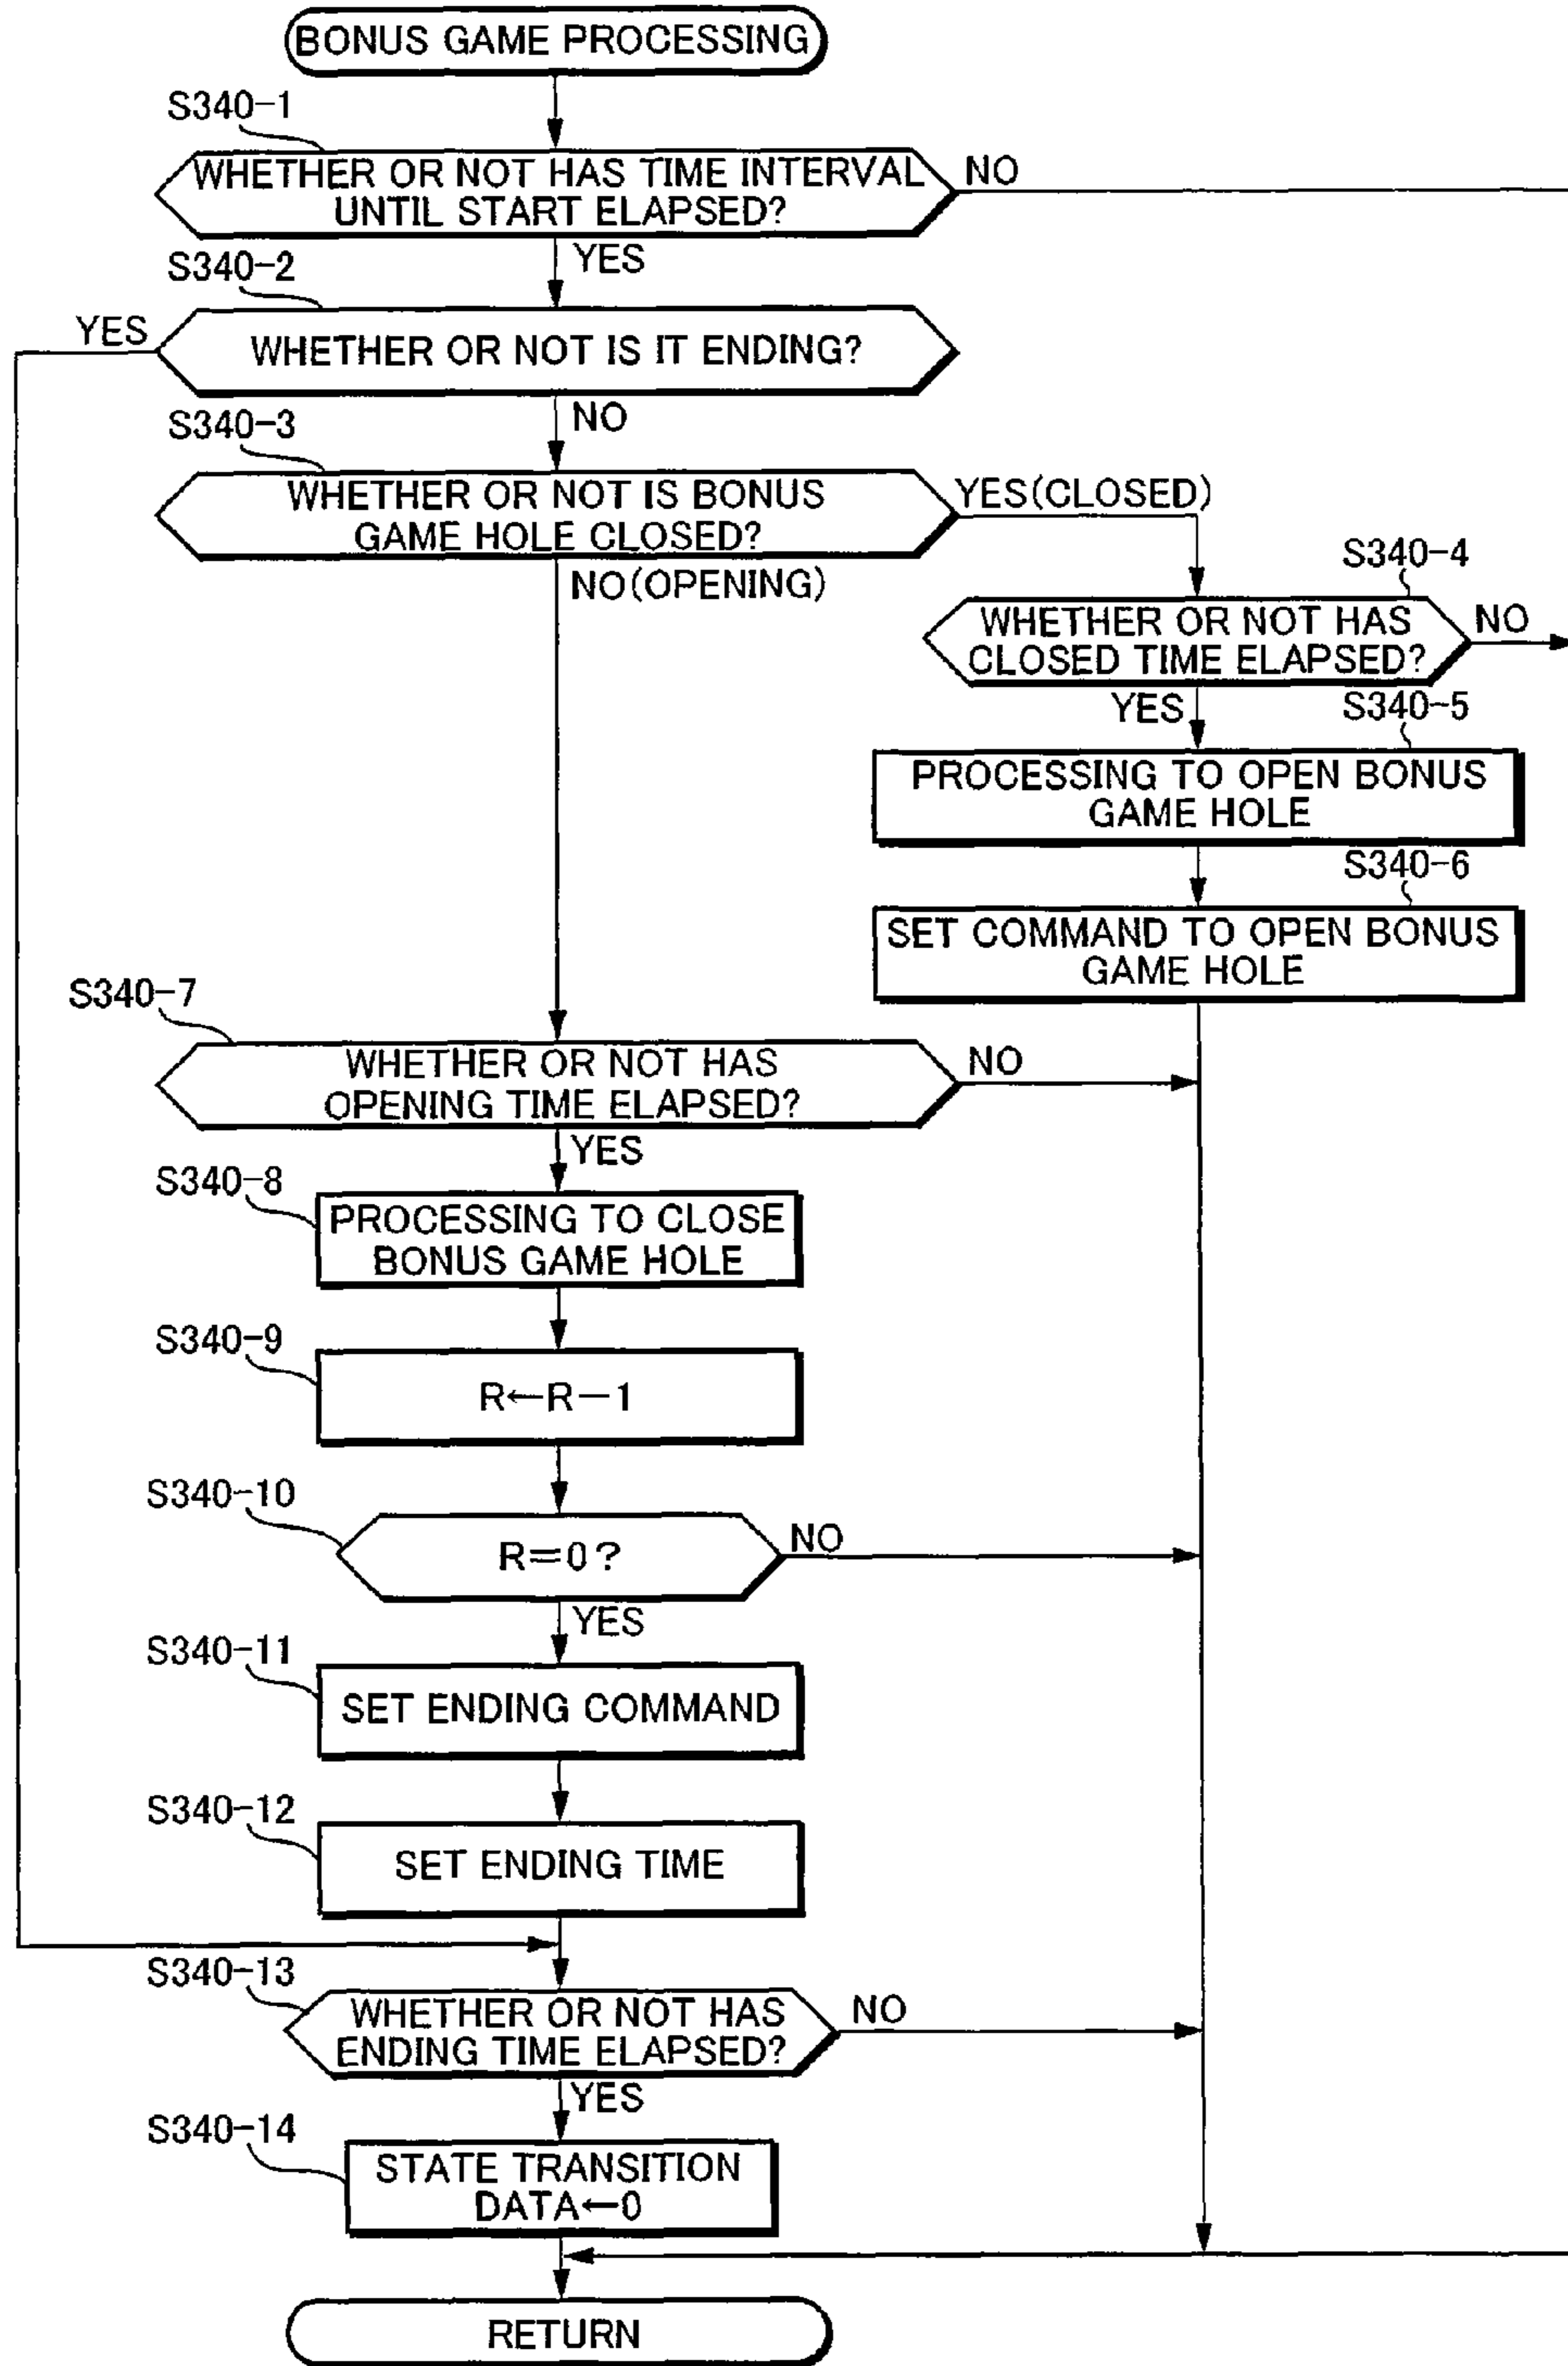 BONUS GAME PROCESSING
S340-1
WHETHER OR NOT HAS TIME INTERVAL
UNTIL START ELAPSED?
NO
YES
S340-2
YES
WHETHER OR NOT IS IT ENDING?
NO
S340-3
WHETHER OR NOT IS BONUS
GAME HOLE CLOSED?
YES(CLOSED)
NO(OPENING)
S340-4
WHETHER OR NOT HAS
CLOSED TIME ELAPSED?
NO
YES
S340-5
PROCESSING TO OPEN BONUS
GAME HOLE
S340-6
SET COMMAND TO OPEN BONUS
GAME HOLE
S340-7
WHETHER OR NOT HAS
OPENING TIME ELAPSED?
NO
YES
S340-8
PROCESSING TO CLOSE
BONUS GAME HOLE
S340-9
R←R−1
S340-10
R=0?
NO
YES
S340-11
SET ENDING COMMAND
S340-12
SET ENDING TIME
S340-13
WHETHER OR NOT HAS
ENDING TIME ELAPSED?
NO
YES
S340-14
STATE TRANSITION
DATA←0
RETURN